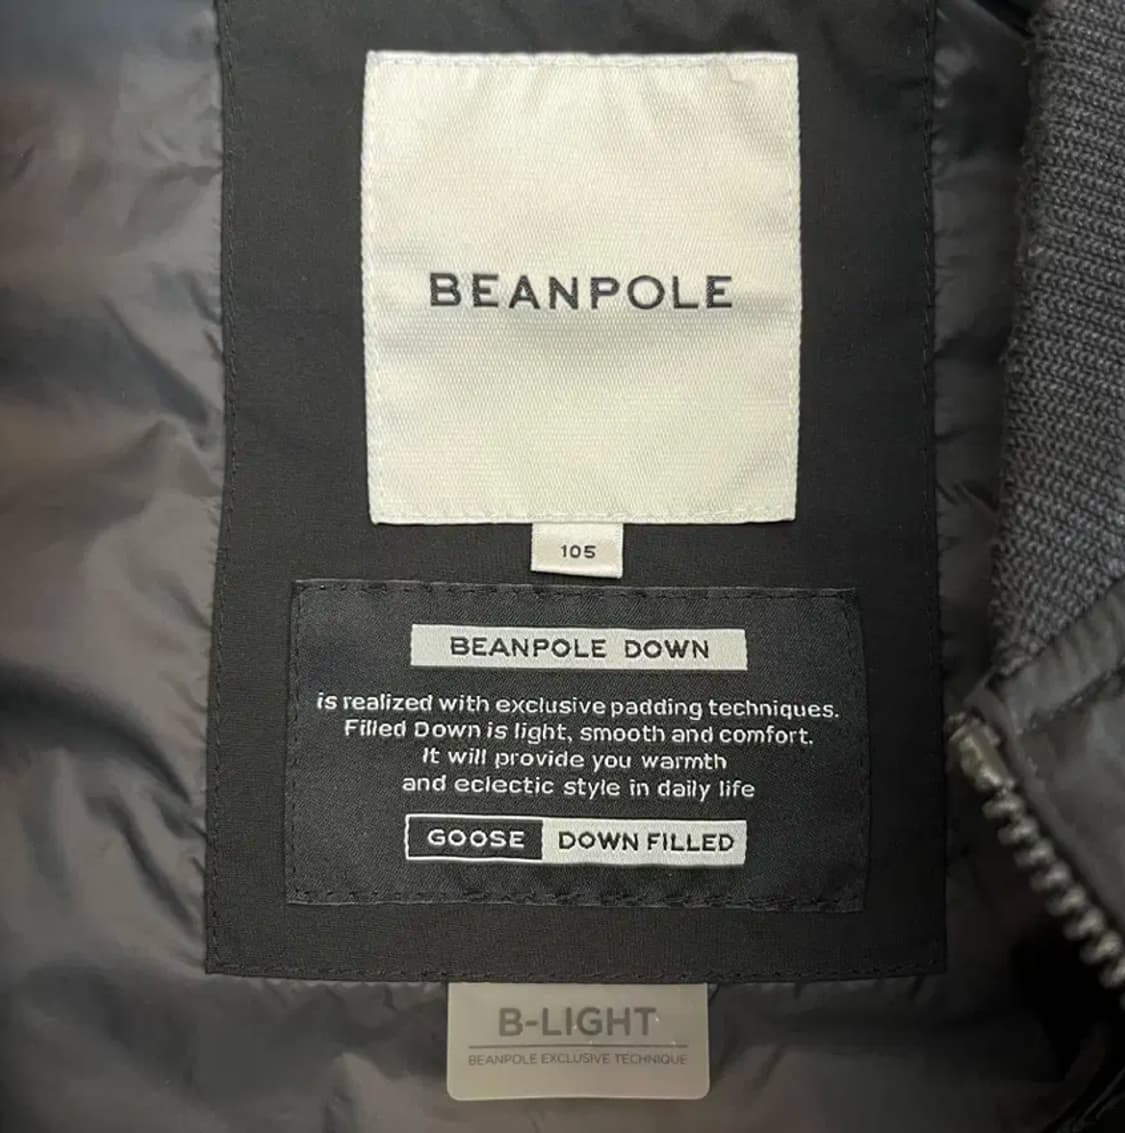 BEANPOLE
105
BEANPOLE DOWN
is realized with exclusive padding techniques.
Filled Down is light, smooth and comfort.
It will provide you warmth
and eclectic style in daily life
GOOSE DOWN FILLED
B-LIGHT
BEANPOLE EXCLUSIVE TECHNIQUE